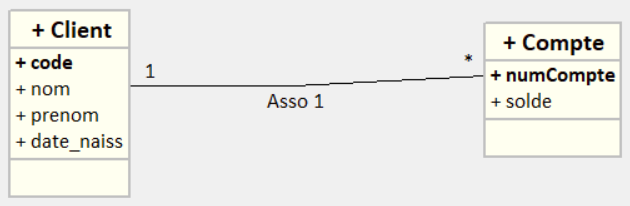 + Client
+ code
+ nom
+ prenom
+ date_naiss
1
Asso 1
*
+ Compte
+ numCompte
+ solde